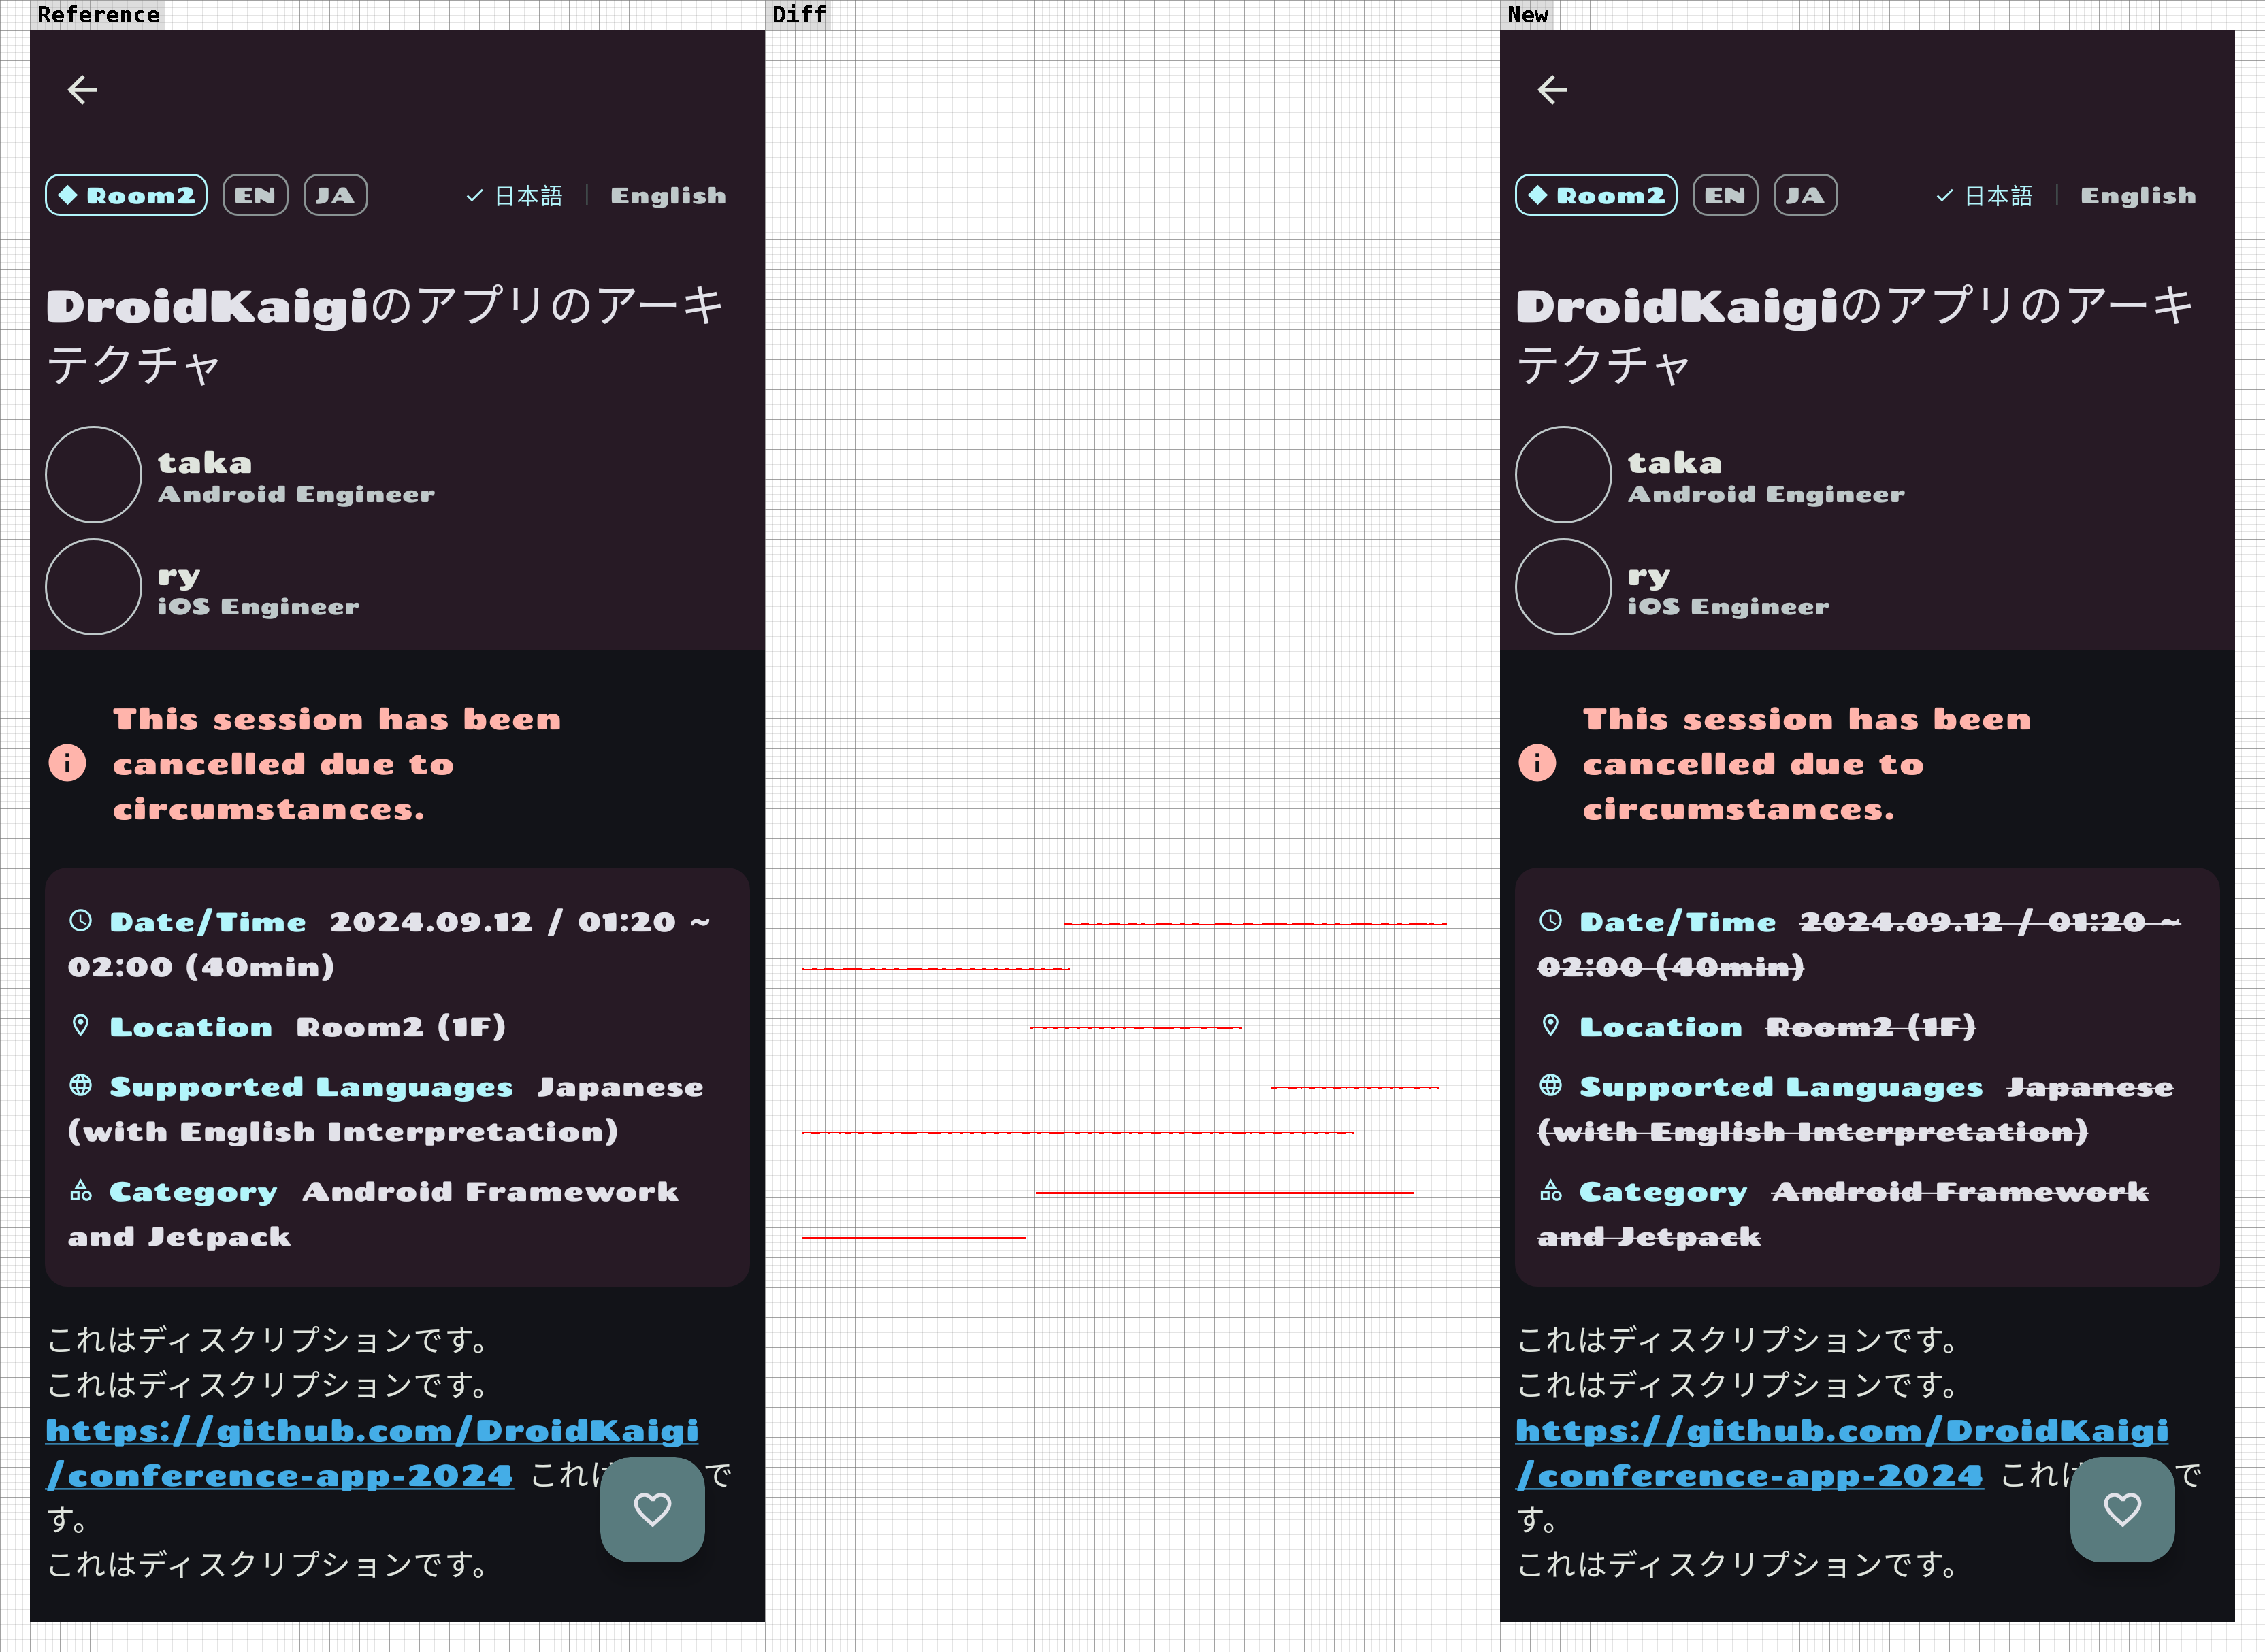 Reference
Room2 EN JA 日本語 English
DroidKaigiのアプリのアーキ
テクチャ
taka
Android Engineer
ry
iOS Engineer
This session has been
cancelled due to
circumstances.
Date/Time 2024.09.12 / 01:20 ~
02:00 (40min)
Location Room2 (1F)
Supported Languages Japanese
(with English Interpretation)
Category Android Framework
and Jetpack
これはディスクリプションです。
これはディスクリプションです。
https://github.com/DroidKaigi
/conference-app-2024 これ で
す。
これはディスクリプションです。
Diff
New
Room2 EN JA 日本語 English
DroidKaigiのアプリのアーキ
テクチャ
taka
Android Engineer
ry
iOS Engineer
This session has been
cancelled due to
circumstances.
Date/Time 2024.09.12 / 01:20 ~
02:00 (40min)
Location Room2 (1F)
Supported Languages Japanese
(with English Interpretation)
Category Android Framework
and Jetpack
これはディスクリプションです。
これはディスクリプションです。
https://github.com/DroidKaigi
/conference-app-2024 これ で
す。
これはディスクリプションです。